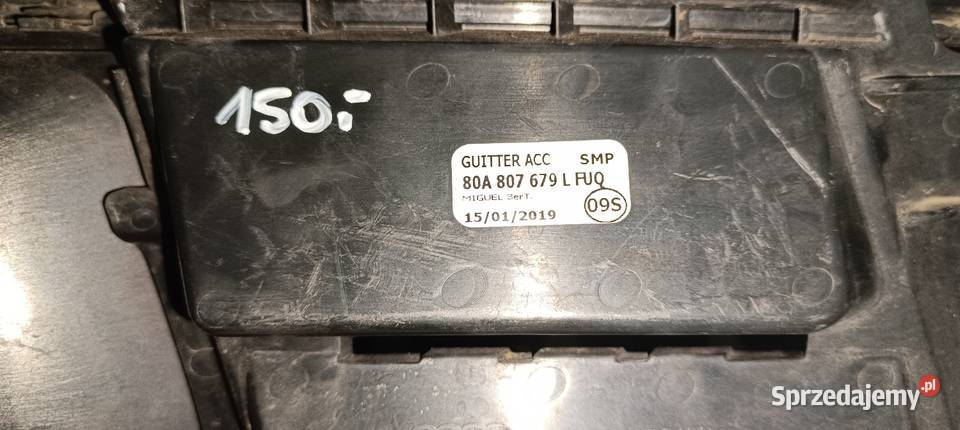 150.-
GUITTER ACC SMP
80A 807 679 L FUQ
MIGUEL 3erT.
15/01/2019 09S
Sprzedajemy.pl